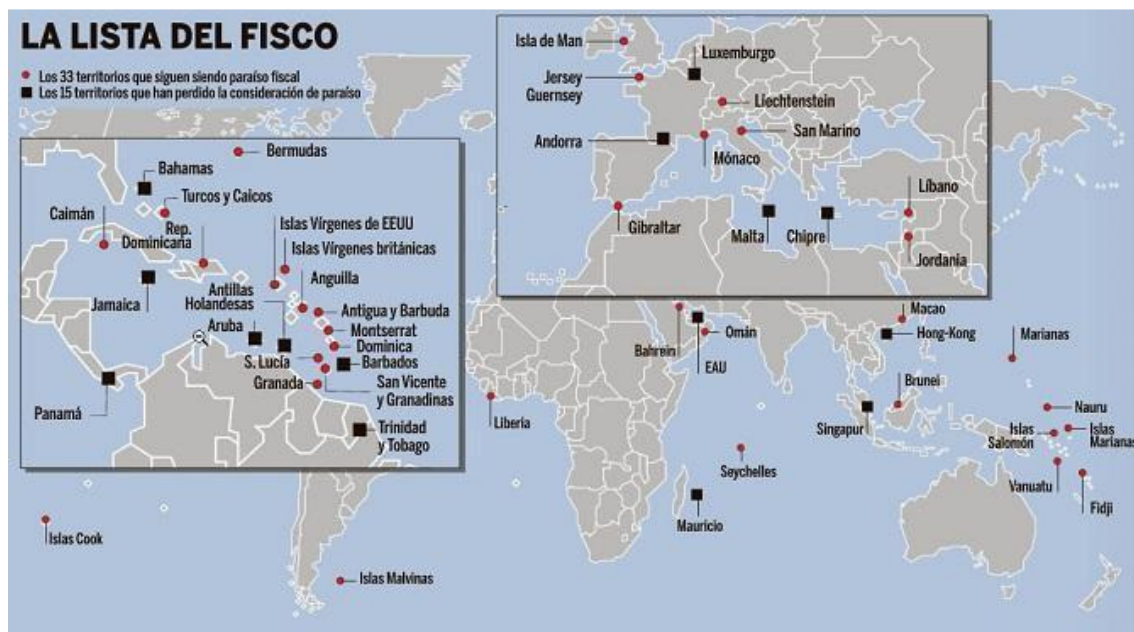 LA LISTA DEL FISCO
Los 33 territorios que siguen siendo paraíso fiscal
Los 15 territorios que han perdido la consideración de paraíso
Bermudas
Bahamas
Turcos y Caicos
Caimán
Rep.
Dominicana
Islas Vírgenes de EEUU
Islas Vírgenes británicas
Anguilla
Jamaica
Antillas
Holandesas
Antigua y Barbuda
Aruba
Montserrat
Dominica
S. Lucía
Barbados
Granada
San Vicente
y Granadinas
Panamá
Trinidad
y Tobago
Isla de Man
Luxemburgo
Jersey
Guernsey
Liechtenstein
Andorra
San Marino
Mónaco
Líbano
Gibraltar
Malta
Chipre
Jordania
Macao
Bahrein
Omán
Hong-Kong
Marianas
EAU
Brunei
Liberia
Singapur
Nauru
Islas
Salomón
Islas
Marianas
Seychelles
Vanuatu
Fidji
Mauricio
Islas Cook
Islas Malvinas